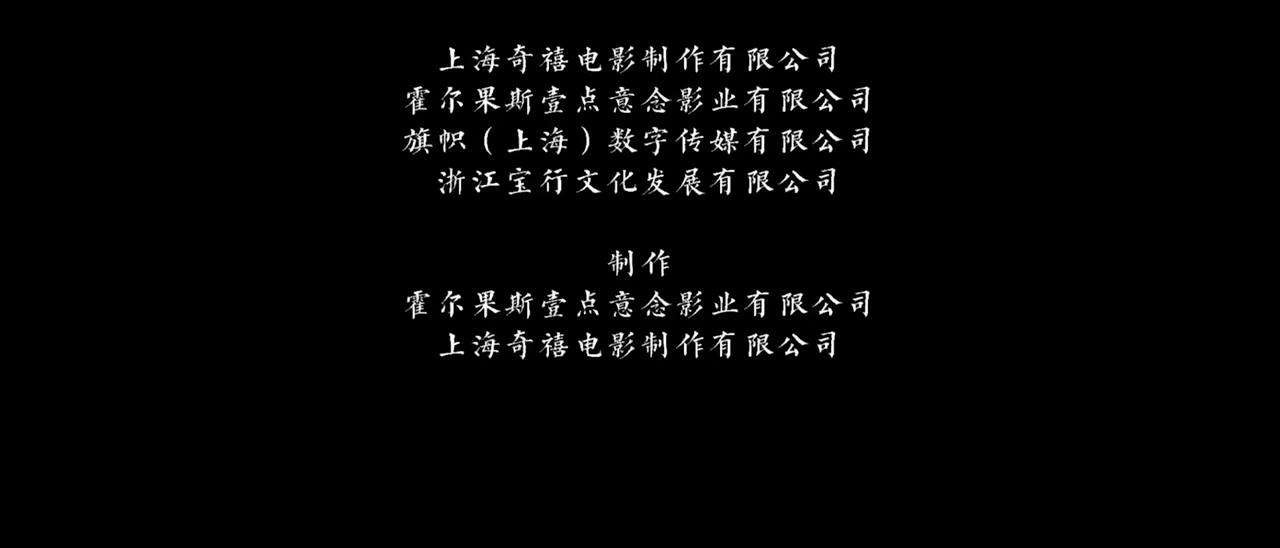 上海奇禧电影制作有限公司
霍尔果斯壹点意念影业有限公司
旗帜（上海）数字传媒有限公司
浙江宝行文化发展有限公司
制作
霍尔果斯壹点意念影业有限公司
上海奇禧电影制作有限公司